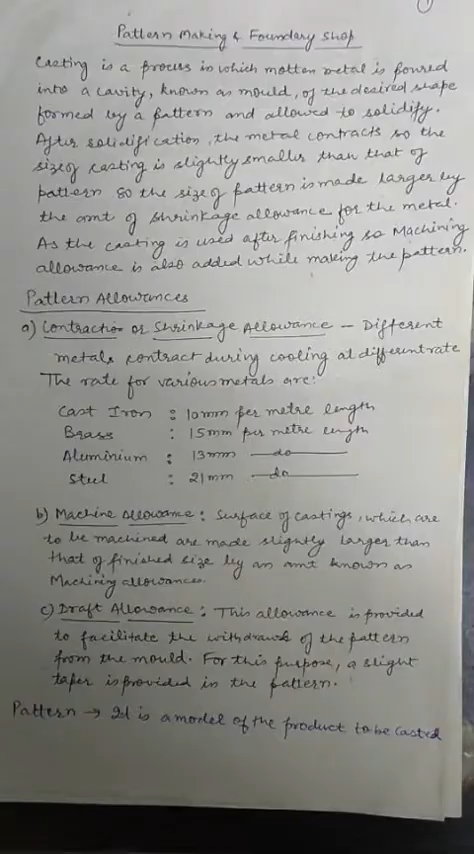 1
Pattern Making & Foundary Shop
Casting is a process in which motten metal is poured
into a cavity, known as mould, of the desired shape
formed by a pattern and allowed to solidify.
After solidification, the metal contracts so the
size of casting is slightly smaller than that of
pattern so the size of pattern is made larger by
the amt of shrinkage allowance for the metal.
As the casting is used after finishing so Machining
allowance is also added while making the pattern.
Pattern Allowances
a) Contraction or Shrinkage Allowance – Different
metals contract during cooling at different rate
The rate for various metals are:
Cast Iron : 10mm per metre length
Brass : 15mm per metre length
Aluminium : 13mm —do—
Steel : 21mm —do—
b) Machine Allowance : Surface of castings, which are
to be machined are made slightly larger than
that of finished size by an amt known as
Machining allowances.
c) Draft Allowance : This allowance is provided
to facilitate the withdrawl of the pattern
from the mould. For this purpose, a slight
taper is provided in the pattern.
Pattern → It is a model of the product to be casted